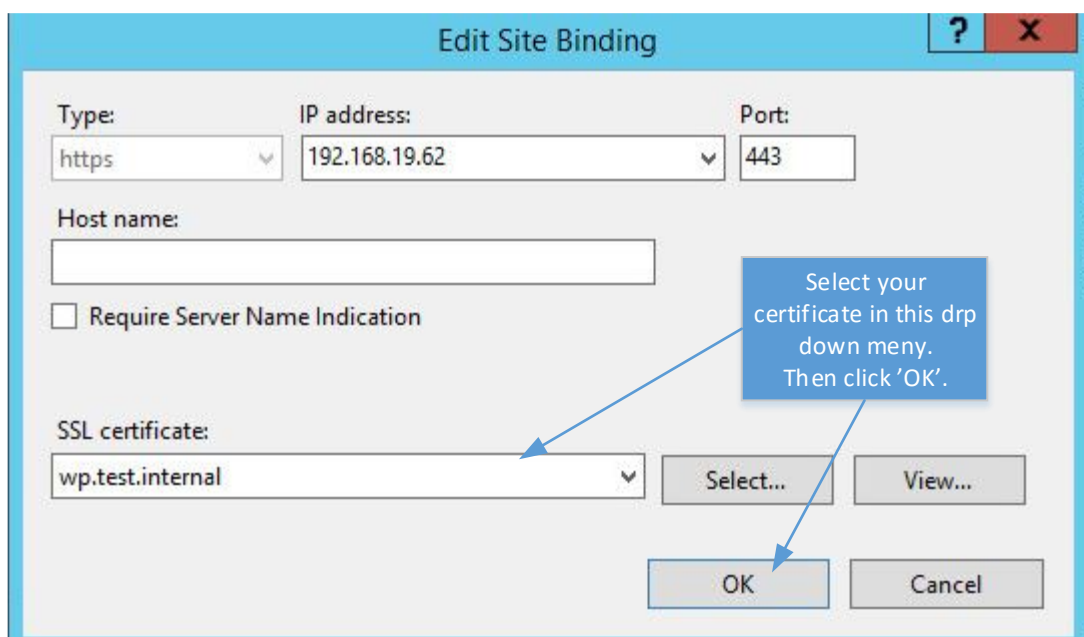 Edit Site Binding
? x
Type: IP address: Port:
https 192.168.19.62 443
Host name:
Require Server Name Indication
Select your
certificate in this drp
down meny.
Then click ’OK’.
SSL certificate:
wp.test.internal Select... View...
OK Cancel